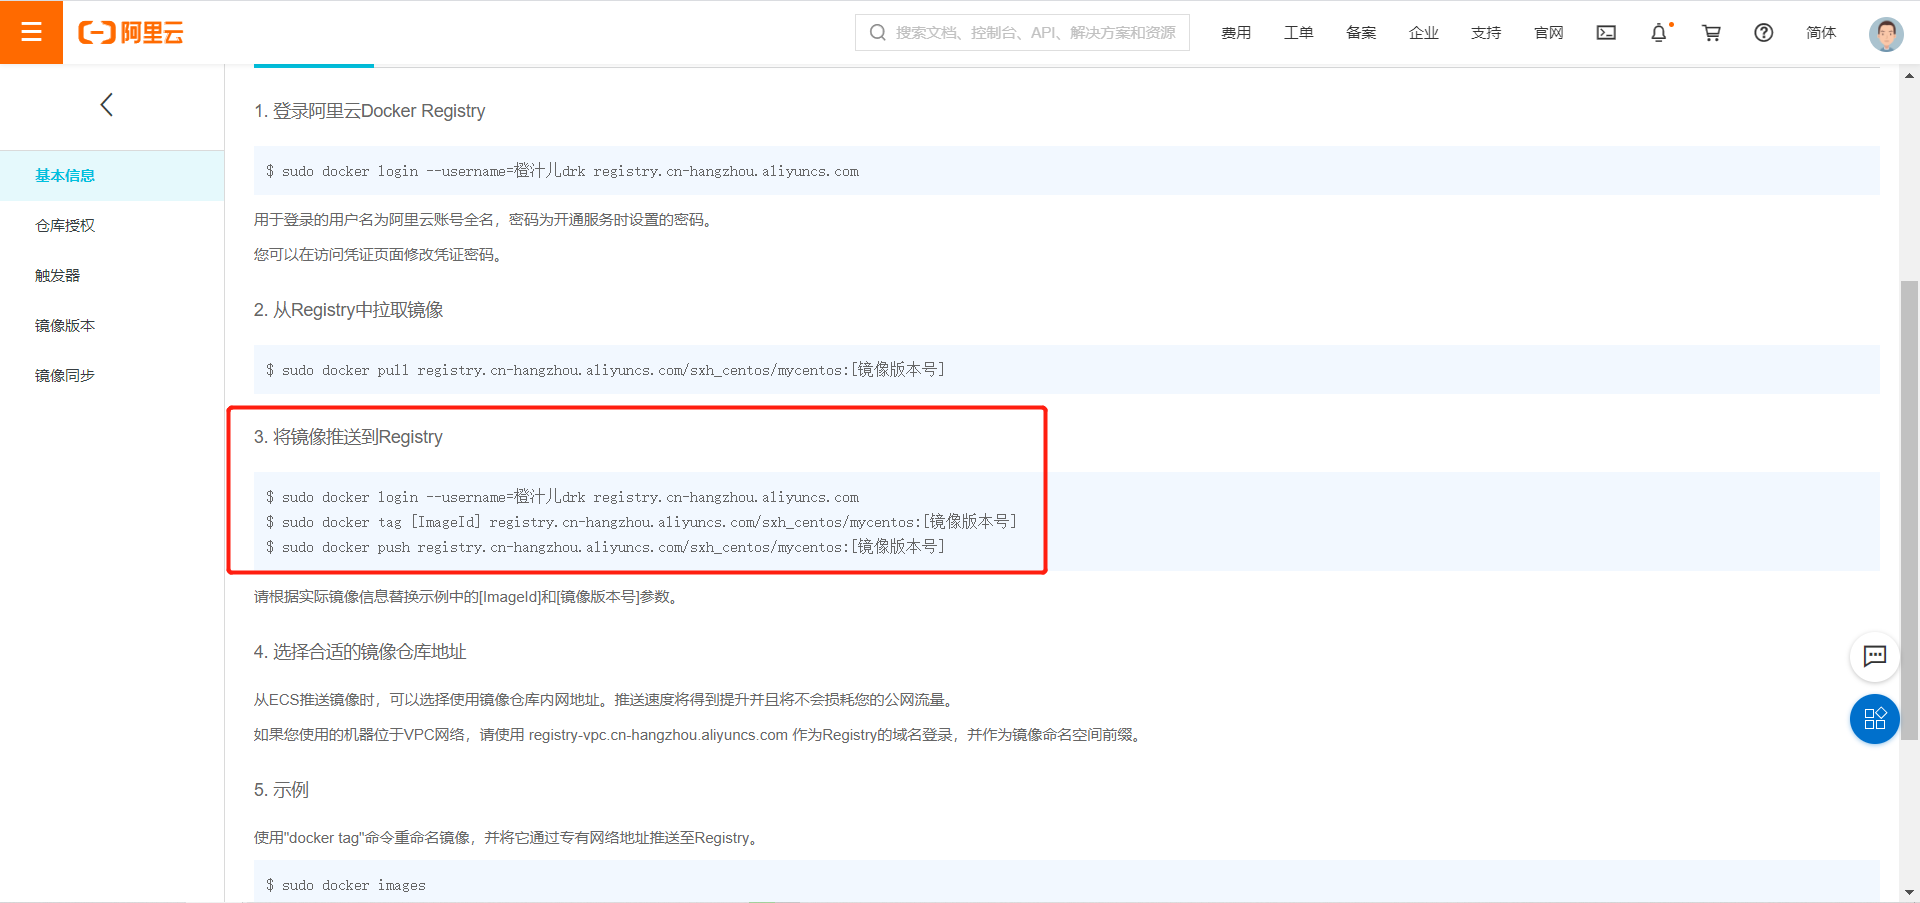 阿里云
搜索文档、控制台、API、解决方案和资源
费用
工单
备案
企业
支持
官网
简体
基本信息
仓库授权
触发器
镜像版本
镜像同步
1. 登录阿里云Docker Registry
$ sudo docker login --username=橙汁儿drk registry.cn-hangzhou.aliyuncs.com
用于登录的用户名为阿里云账号全名，密码为开通服务时设置的密码。
您可以在访问凭证页面修改凭证密码。
2. 从Registry中拉取镜像
$ sudo docker pull registry.cn-hangzhou.aliyuncs.com/sxh_centos/mycentos:[镜像版本号]
3. 将镜像推送到Registry
$ sudo docker login --username=橙汁儿drk registry.cn-hangzhou.aliyuncs.com
$ sudo docker tag [ImageId] registry.cn-hangzhou.aliyuncs.com/sxh_centos/mycentos:[镜像版本号]
$ sudo docker push registry.cn-hangzhou.aliyuncs.com/sxh_centos/mycentos:[镜像版本号]
请根据实际镜像信息替换示例中的[ImageId]和[镜像版本号]参数。
4. 选择合适的镜像仓库地址
从ECS推送镜像时，可以选择使用镜像仓库内网地址。推送速度将得到提升并且将不会损耗您的公网流量。
如果您使用的机器位于VPC网络，请使用 registry-vpc.cn-hangzhou.aliyuncs.com 作为Registry的域名登录，并作为镜像命名空间前缀。
5. 示例
使用"docker tag"命令重命名镜像，并将它通过专有网络地址推送至Registry。
$ sudo docker images